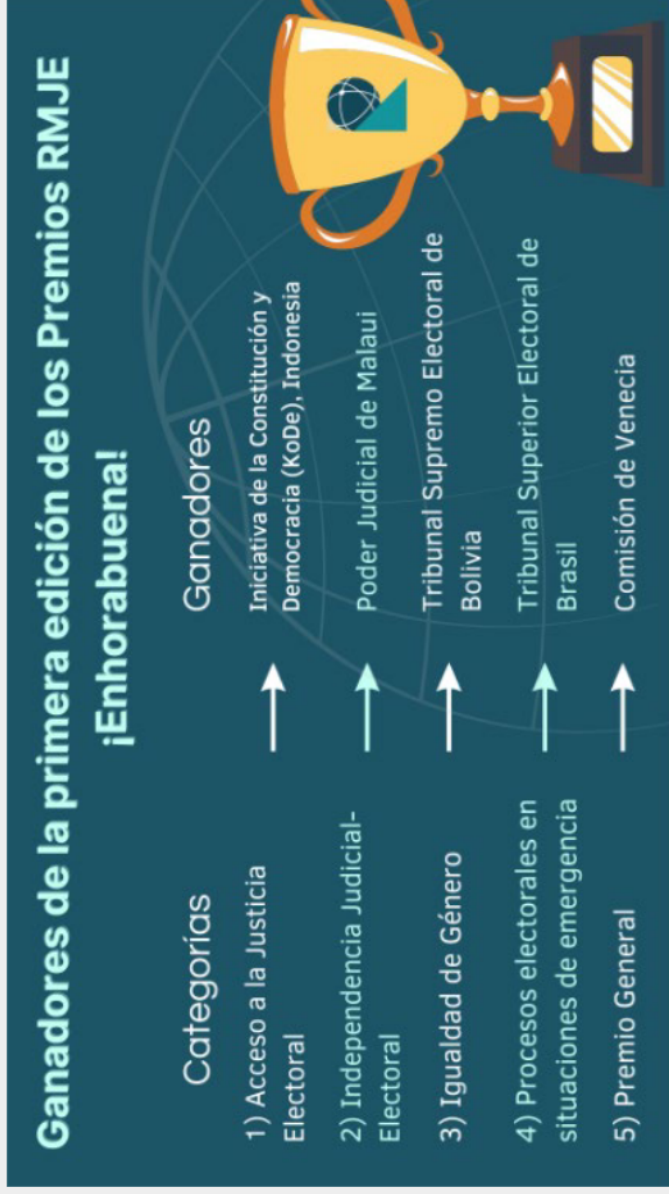 Ganadores de la primera edición de los Premios RMJE
¡Enhorabuena!
Categorías
Ganadores
1) Acceso a la Justicia
Electoral
Iniciativa de la Constitución y
Democracia (KoDe), Indonesia
2) Independencia Judicial-
Electoral
Poder Judicial de Malaui
3) Igualdad de Género
Tribunal Supremo Electoral de
Bolivia
4) Procesos electorales en
situaciones de emergencia
Tribunal Superior Electoral de
Brasil
5) Premio General
Comisión de Venecia